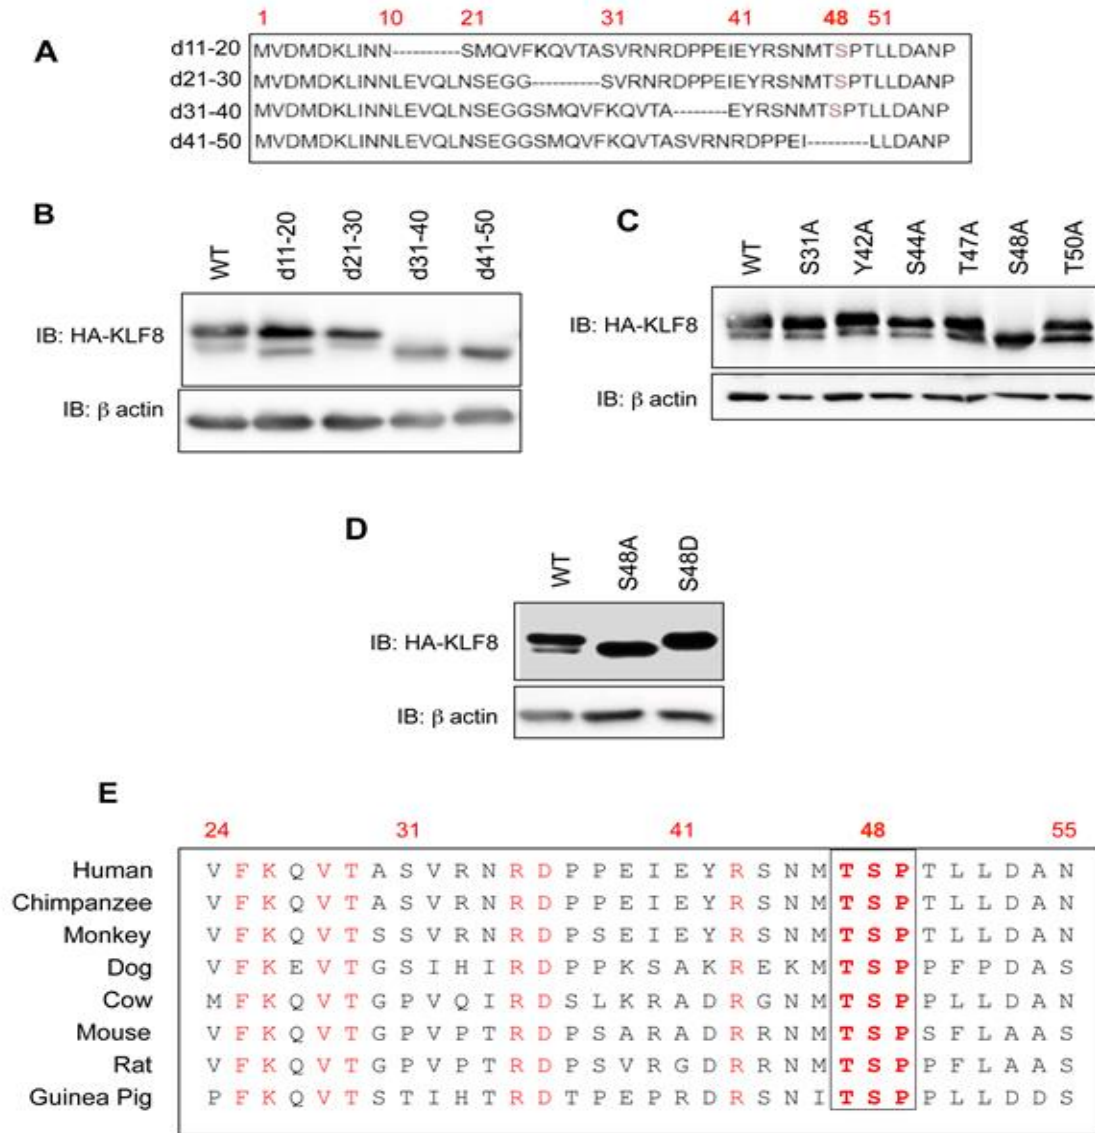 1 10 21 31 41 48 51
A
d11-20 MVDMDKLINN---------SMQVFKQVTASVRNRDPPEIEYRSNMTSPTLLDANP
d21-30 MVDMDKLINNLEVQLNSEGG---------SVRNRDPPEIEYRSNMTSPTLLDANP
d31-40 MVDMDKLINNLEVQLNSEGGSMQVFKQVTA-------EYRSNMTSPTLLDANP
d41-50 MVDMDKLINNLEVQLNSEGGSMQVFKQVTASVRNRDPPEI---------LLDANP
B
WT d11-20 d21-30 d31-40 d41-50
IB: HA-KLF8
IB: β actin
C
WT S31A Y42A S44A T47A S48A T50A
IB: HA-KLF8
IB: β actin
D
WT S48A S48D
IB: HA-KLF8
IB: β actin
E
24 31 41 48 55
Human V F K Q V T A S V R N R D P P E I E Y R S N M T S P T L L D A N
Chimpanzee V F K Q V T A S V R N R D P P E I E Y R S N M T S P T L L D A N
Monkey V F K Q V T S S V R N R D P S E I E Y R S N M T S P T L L D A N
Dog V F K E V T G S I H I R D P P K S A K R E K M T S P P F P D A S
Cow M F K Q V T G P V Q I R D S L K R A D R G N M T S P P L L D A N
Mouse V F K Q V T G P V P T R D P S A R A D R R N M T S P S F L A A S
Rat V F K Q V T G P V P T R D P S V R G D R R N M T S P P F L A A S
Guinea Pig P F K Q V T S T I H T R D T P E P R D R S N I T S P P L L D D S